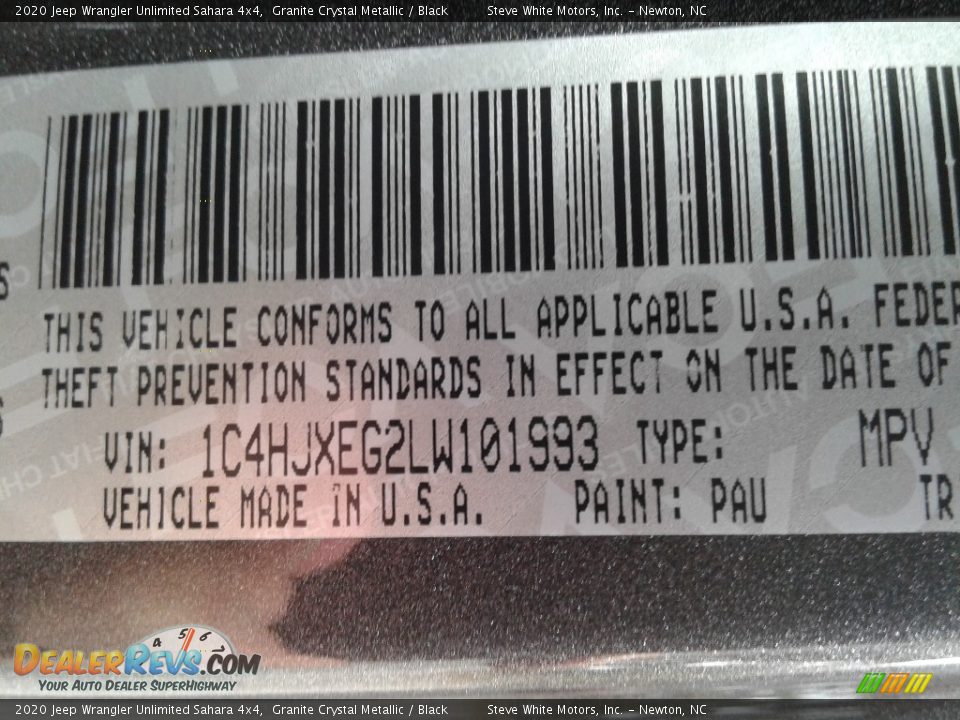 2020 Jeep Wrangler Unlimited Sahara 4x4, Granite Crystal Metallic / Black Steve White Motors, Inc. - Newton, NC
THIS VEHICLE CONFORMS TO ALL APPLICABLE U.S.A. FEDER
THEFT PREVENTION STANDARDS IN EFFECT ON THE DATE OF
VIN: 1C4HJXEG2LW101993 TYPE: MPV
VEHICLE MADE IN U.S.A. PAINT: PAU TR
4 5 6
DEALERREVS.COM
YOUR AUTO DEALER SUPERHIGHWAY
2020 Jeep Wrangler Unlimited Sahara 4x4, Granite Crystal Metallic / Black Steve White Motors, Inc. - Newton, NC